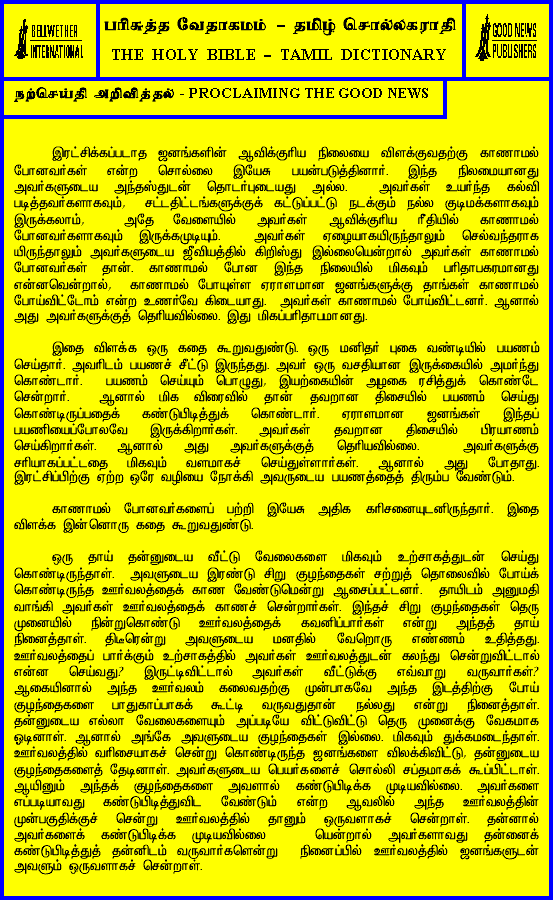 BELLWETHER
INTERNATIONAL
பரிசுத்த வேதாகமம் – தமிழ் சொல்லகராதி
THE HOLY BIBLE – TAMIL DICTIONARY
GOOD NEWS
PUBLISHERS
நற்செய்தி அறிவித்தல் - PROCLAIMING THE GOOD NEWS
இரட்சிக்கப்படாத ஜனங்களின் ஆவிக்குரிய நிலையை விளக்குவதற்கு காணாமல்
போனவர்கள் என்ற சொல்லை இயேசு பயன்படுத்தினார். இந்த நிலமையானது
அவர்களுடைய அந்தஸ்துடன் தொடர்புடையது அல்ல. அவர்கள் உயர்ந்த கல்வி
படித்தவர்களாகவும், சட்டதிட்டங்களுக்குக் கட்டுப்பட்டு நடக்கும் நல்ல குடிமக்களாகவும்
இருக்கலாம், அதே வேளையில் அவர்கள் ஆவிக்குரிய ரீதியில் காணாமல்
போனவர்களாகவும் இருக்கமுடியும். அவர்கள் ஏழையாகயிருந்தாலும் செல்வந்தராக
யிருந்தாலும் அவர்களுடைய ஜீவியத்தில் கிறிஸ்து இல்லையென்றால் அவர்கள் காணாமல்
போனவர்கள் தான். காணாமல் போன இந்த நிலையில் மிகவும் பரிதாபகரமானது
என்னவென்றால், காணாமல் போயுள்ள ஏராளமான ஜனங்களுக்கு தாங்கள் காணாமல்
போய்விட்டோம் என்ற உணர்வே கிடையாது. அவர்கள் காணாமல் போய்விட்டனர். ஆனால்
அது அவர்களுக்குத் தெரியவில்லை. இது மிகப்பரிதாபமானது.
இதை விளக்க ஒரு கதை கூறுவதுண்டு. ஒரு மனிதர் புகை வண்டியில் பயணம்
செய்தார். அவரிடம் பயணச் சீட்டு இருந்தது. அவர் ஒரு வசதியான இருக்கையில் அமர்ந்து
கொண்டார். பயணம் செய்யும் பொழுது, இயற்கையின் அழகை ரசித்துக் கொண்டே
சென்றார். ஆனால் மிக விரைவில் தான் தவறான திசையில் பயணம் செய்து
கொண்டிருப்பதைக் கண்டுபிடித்துக் கொண்டார். ஏராளமான ஜனங்கள் இந்தப்
பயணியைப்போலவே இருக்கிறார்கள். அவர்கள் தவறான திசையில் பிரயாணம்
செய்கிறார்கள். ஆனால் அது அவர்களுக்குத் தெரியவில்லை. அவர்களுக்கு
சரியாகப்பட்டதை மிகவும் வளமாகச் செய்துள்ளார்கள். ஆனால் அது போதாது.
இரட்சிப்பிற்கு ஏற்ற ஒரே வழியை நோக்கி அவருடைய பயணத்தைத் திரும்ப வேண்டும்.
காணாமல் போனவர்களைப் பற்றி இயேசு அதிக கரிசனையுடனிருந்தார். இதை
விளக்க இன்னொரு கதை கூறுவதுண்டு.
ஒரு தாய் தன்னுடைய வீட்டு வேலைகளை மிகவும் உற்சாகத்துடன் செய்து
கொண்டிருந்தாள். அவளுடைய இரண்டு சிறு குழந்தைகள் சற்றுத் தொலைவில் போய்க்
கொண்டிருந்த ஊர்வலத்தைக் காண வேண்டுமென்று ஆசைப்பட்டனர். தாயிடம் அனுமதி
வாங்கி அவர்கள் ஊர்வலத்தைக் காணச் சென்றார்கள். இந்தச் சிறு குழந்தைகள் தெரு
முனையில் நின்றுகொண்டு ஊர்வலத்தைக் கவனிப்பார்கள் என்று அந்தத் தாய்
நினைத்தாள். திடீரென்று அவளுடைய மனதில் வேறொரு எண்ணம் உதித்தது.
ஊர்வலத்தைப் பார்க்கும் உற்சாகத்தில் அவர்கள் ஊர்வலத்துடன் கலந்து சென்றுவிட்டால்
என்ன செய்வது? இருட்டிவிட்டால் அவர்கள் வீட்டுக்கு எவ்வாறு வருவார்கள்?
ஆகையினால் அந்த ஊர்வலம் கலைவதற்கு முன்பாகவே அந்த இடத்திற்கு போய்
குழந்தைகளை பாதுகாப்பாகக் கூட்டி வருவதுதான் நல்லது என்று நினைத்தாள்.
தன்னுடைய எல்லா வேலைகளையும் அப்படியே விட்டுவிட்டு தெரு முனைக்கு வேகமாக
ஓடினாள். ஆனால் அங்கே அவளுடைய குழந்தைகள் இல்லை. மிகவும் துக்கமடைந்தாள்.
ஊர்வலத்தில் வரிசையாகச் சென்று கொண்டிருந்த ஜனங்களை விலக்கிவிட்டு, தன்னுடைய
குழந்தைகளைத் தேடினாள். அவர்களுடைய பெயர்களைச் சொல்லி சப்தமாகக் கூப்பிட்டாள்.
ஆயினும் அந்தக் குழந்தைகளை அவளால் கண்டுபிடிக்க முடியவில்லை. அவர்களை
எப்படியாவது கண்டுபிடித்துவிட வேண்டும் என்ற ஆவலில் அந்த ஊர்வலத்தின்
முன்பகுதிக்குச் சென்று ஊர்வலத்தில் தானும் ஒருவளாகச் சென்றாள். தன்னால்
அவர்களைக் கண்டுபிடிக்க முடியவில்லை யென்றால் அவர்களாவது தன்னைக்
கண்டுபிடித்துத் தன்னிடம் வருவார்களென்று நினைப்பில் ஊர்வலத்தில் ஜனங்களுடன்
அவளும் ஒருவளாகச் சென்றாள்.